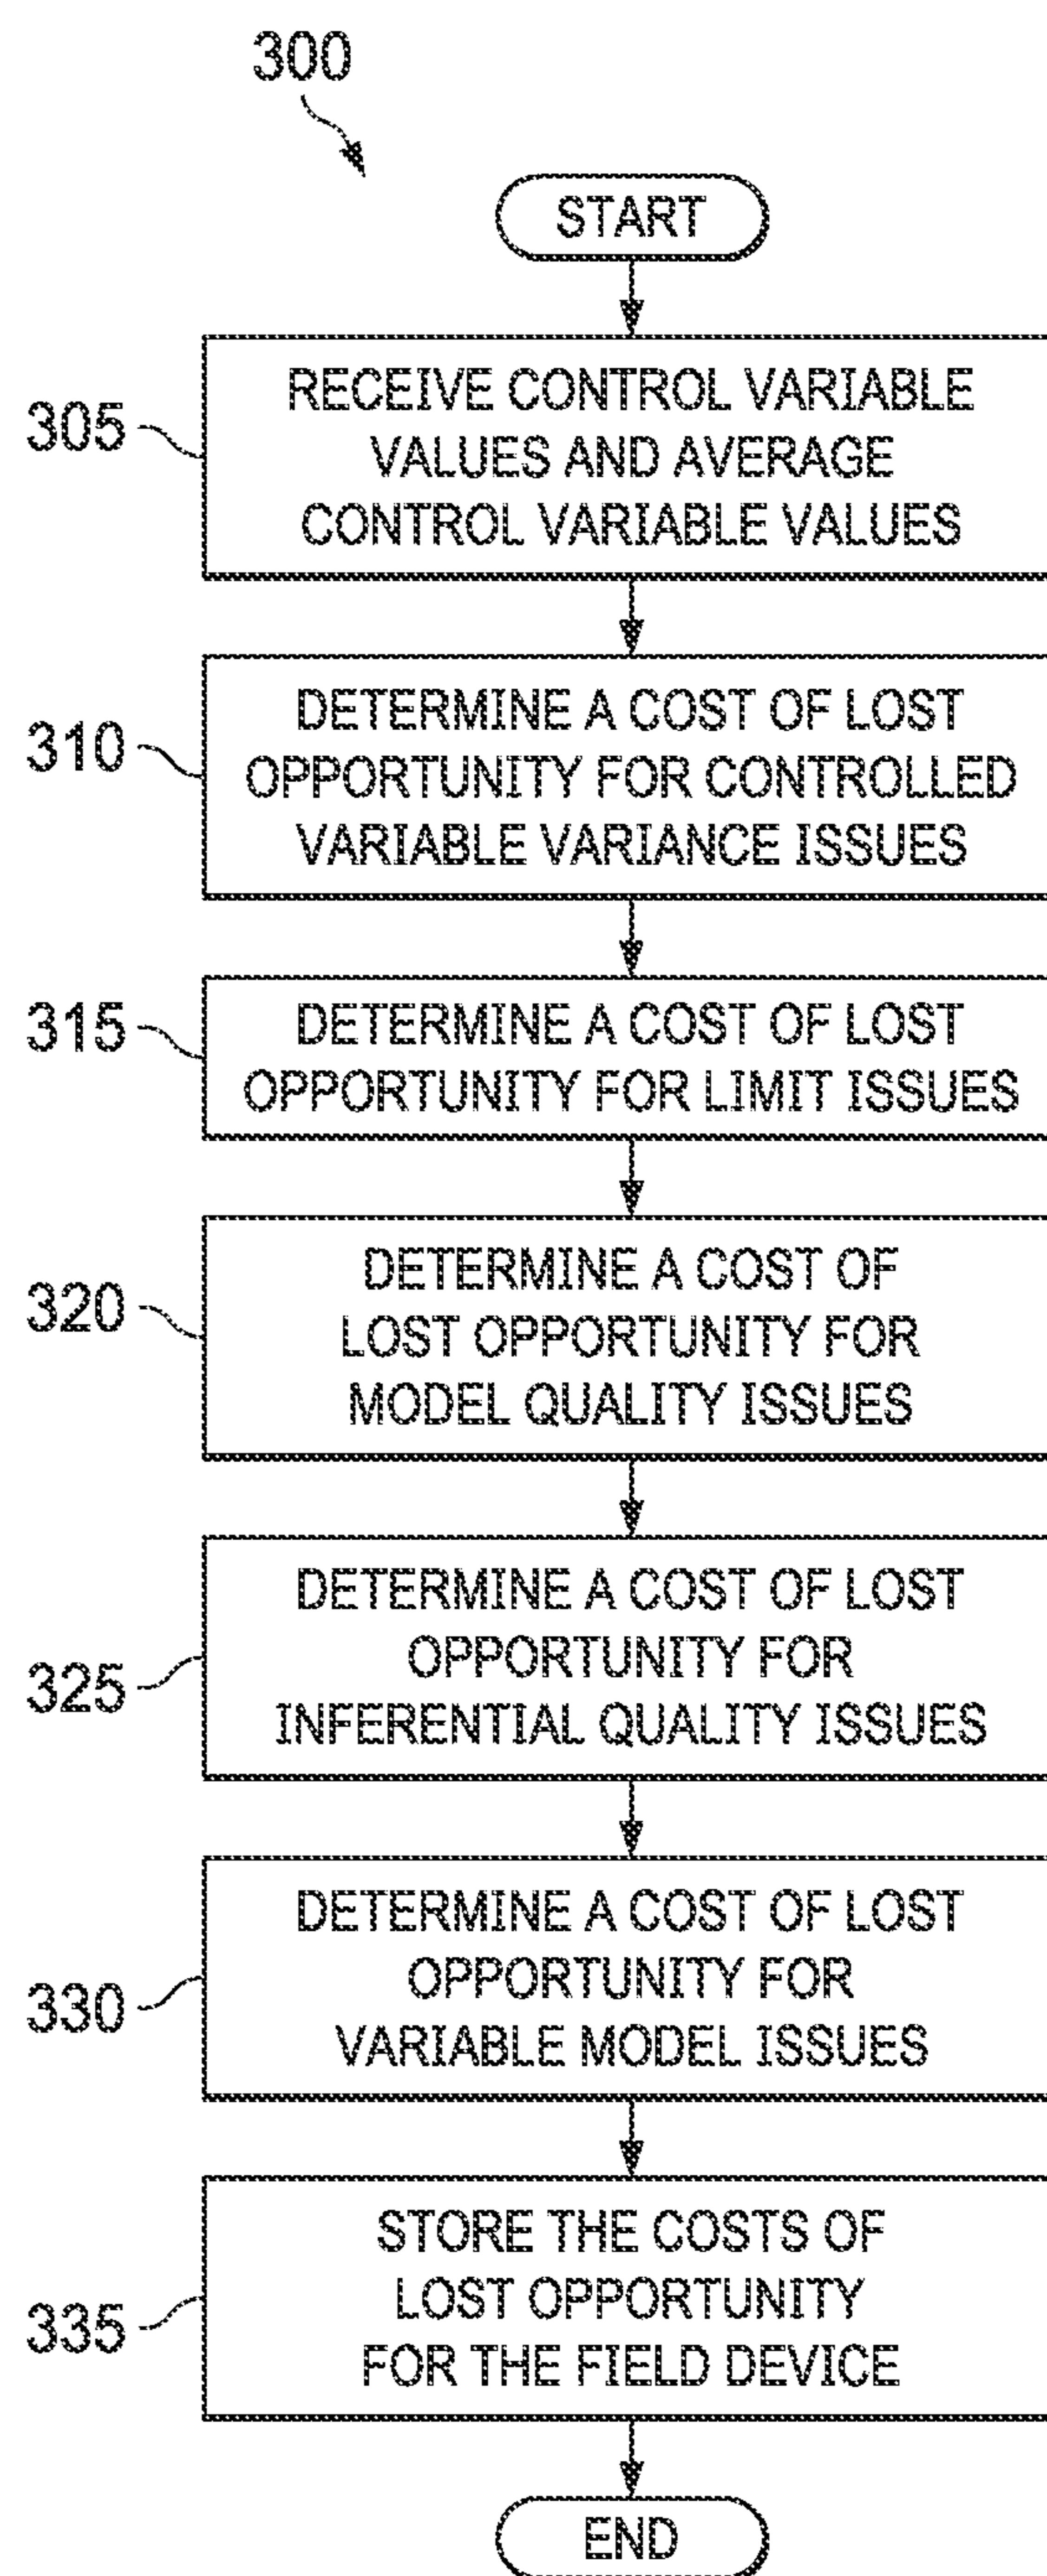 300
START
305
RECEIVE CONTROL VARIABLE
VALUES AND AVERAGE
CONTROL VARIABLE VALUES
310
DETERMINE A COST OF LOST
OPPORTUNITY FOR CONTROLLED
VARIABLE VARIANCE ISSUES
315
DETERMINE A COST OF LOST
OPPORTUNITY FOR LIMIT ISSUES
320
DETERMINE A COST OF
LOST OPPORTUNITY FOR
MODEL QUALITY ISSUES
325
DETERMINE A COST OF LOST
OPPORTUNITY FOR
INFERENTIAL QUALITY ISSUES
330
DETERMINE A COST OF LOST
OPPORTUNITY FOR
VARIABLE MODEL ISSUES
335
STORE THE COSTS OF
LOST OPPORTUNITY
FOR THE FIELD DEVICE
END